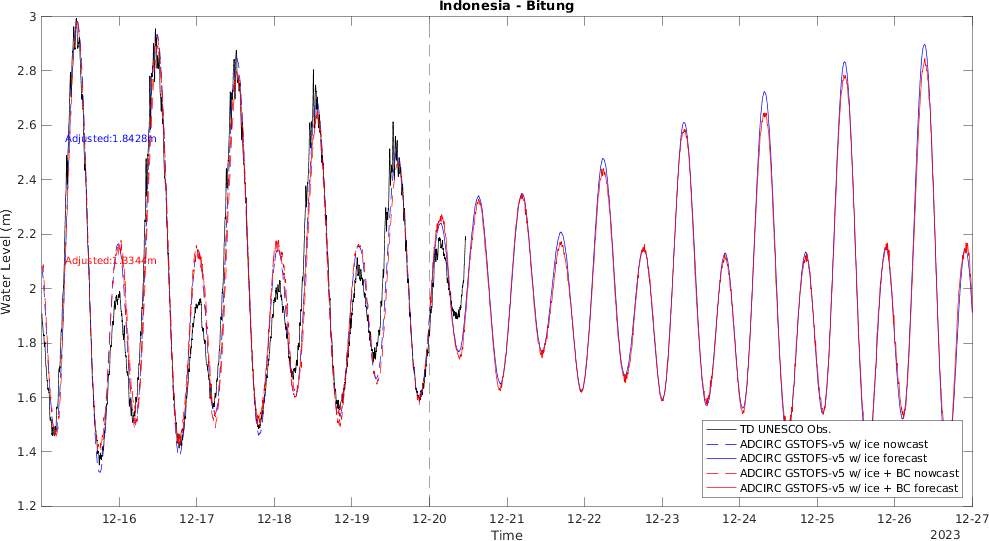 Indonesia - Bitung
3
2.8
2.6
2.4
2.2
2
1.8
1.6
1.4
1.2
Water Level (m)
Adjusted:1.8428m
Adjusted:1.8344m
TD UNESCO Obs.
ADCIRC GSTOFS-v5 w/ ice nowcast
ADCIRC GSTOFS-v5 w/ ice forecast
ADCIRC GSTOFS-v5 w/ ice + BC nowcast
ADCIRC GSTOFS-v5 w/ ice + BC forecast
12-16 12-17 12-18 12-19 12-20 12-21 12-22 12-23 12-24 12-25 12-26 12-27
Time
2023